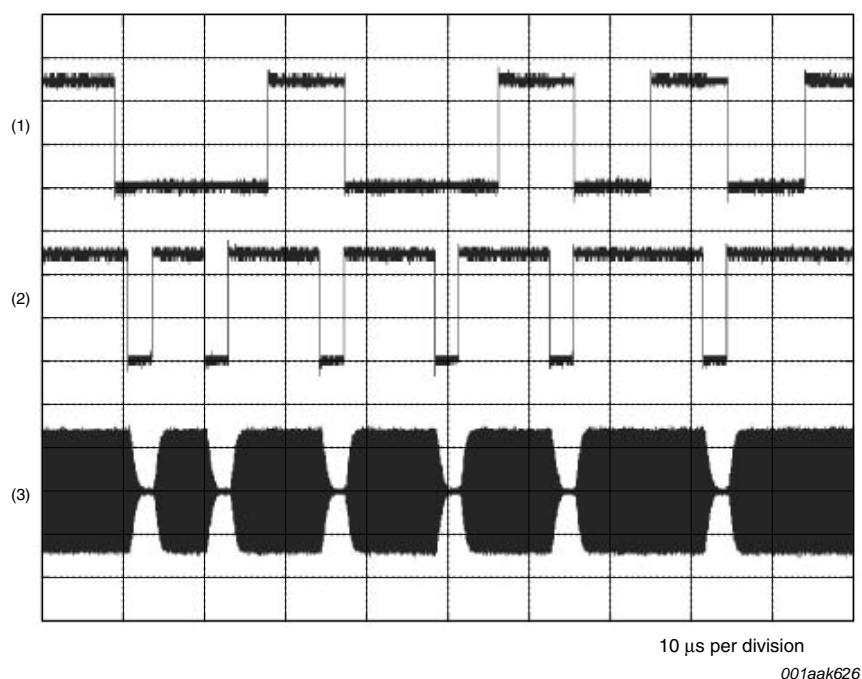 (1)
(2)
(3)
10 μs per division
001aak626